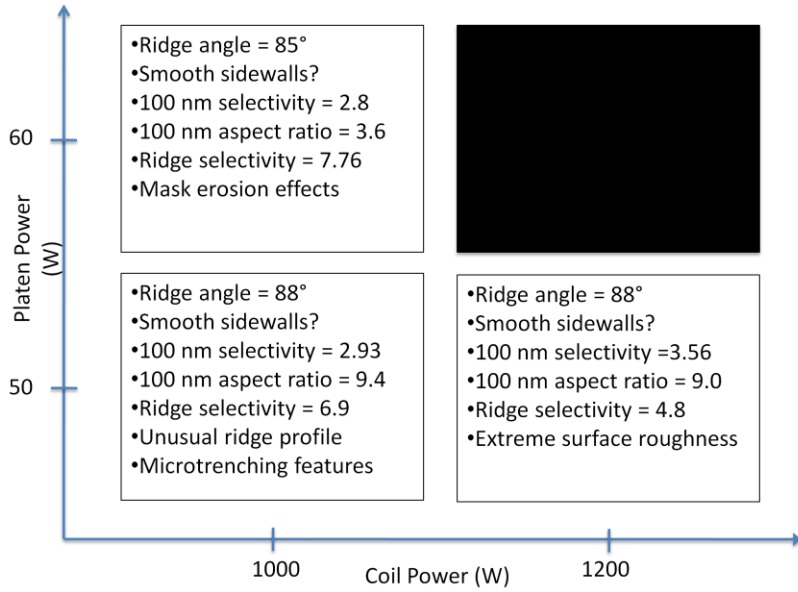 •Ridge angle = 85°
•Smooth sidewalls?
•100 nm selectivity = 2.8
•100 nm aspect ratio = 3.6
•Ridge selectivity = 7.76
•Mask erosion effects
60
Platen Power
(W)
•Ridge angle = 88°
•Smooth sidewalls?
•100 nm selectivity = 2.93
•100 nm aspect ratio = 9.4
•Ridge selectivity = 6.9
•Unusual ridge profile
•Microtrenching features
•Ridge angle = 88°
•Smooth sidewalls?
•100 nm selectivity =3.56
•100 nm aspect ratio = 9.0
•Ridge selectivity = 4.8
•Extreme surface roughness
50
1000
Coil Power (W)
1200